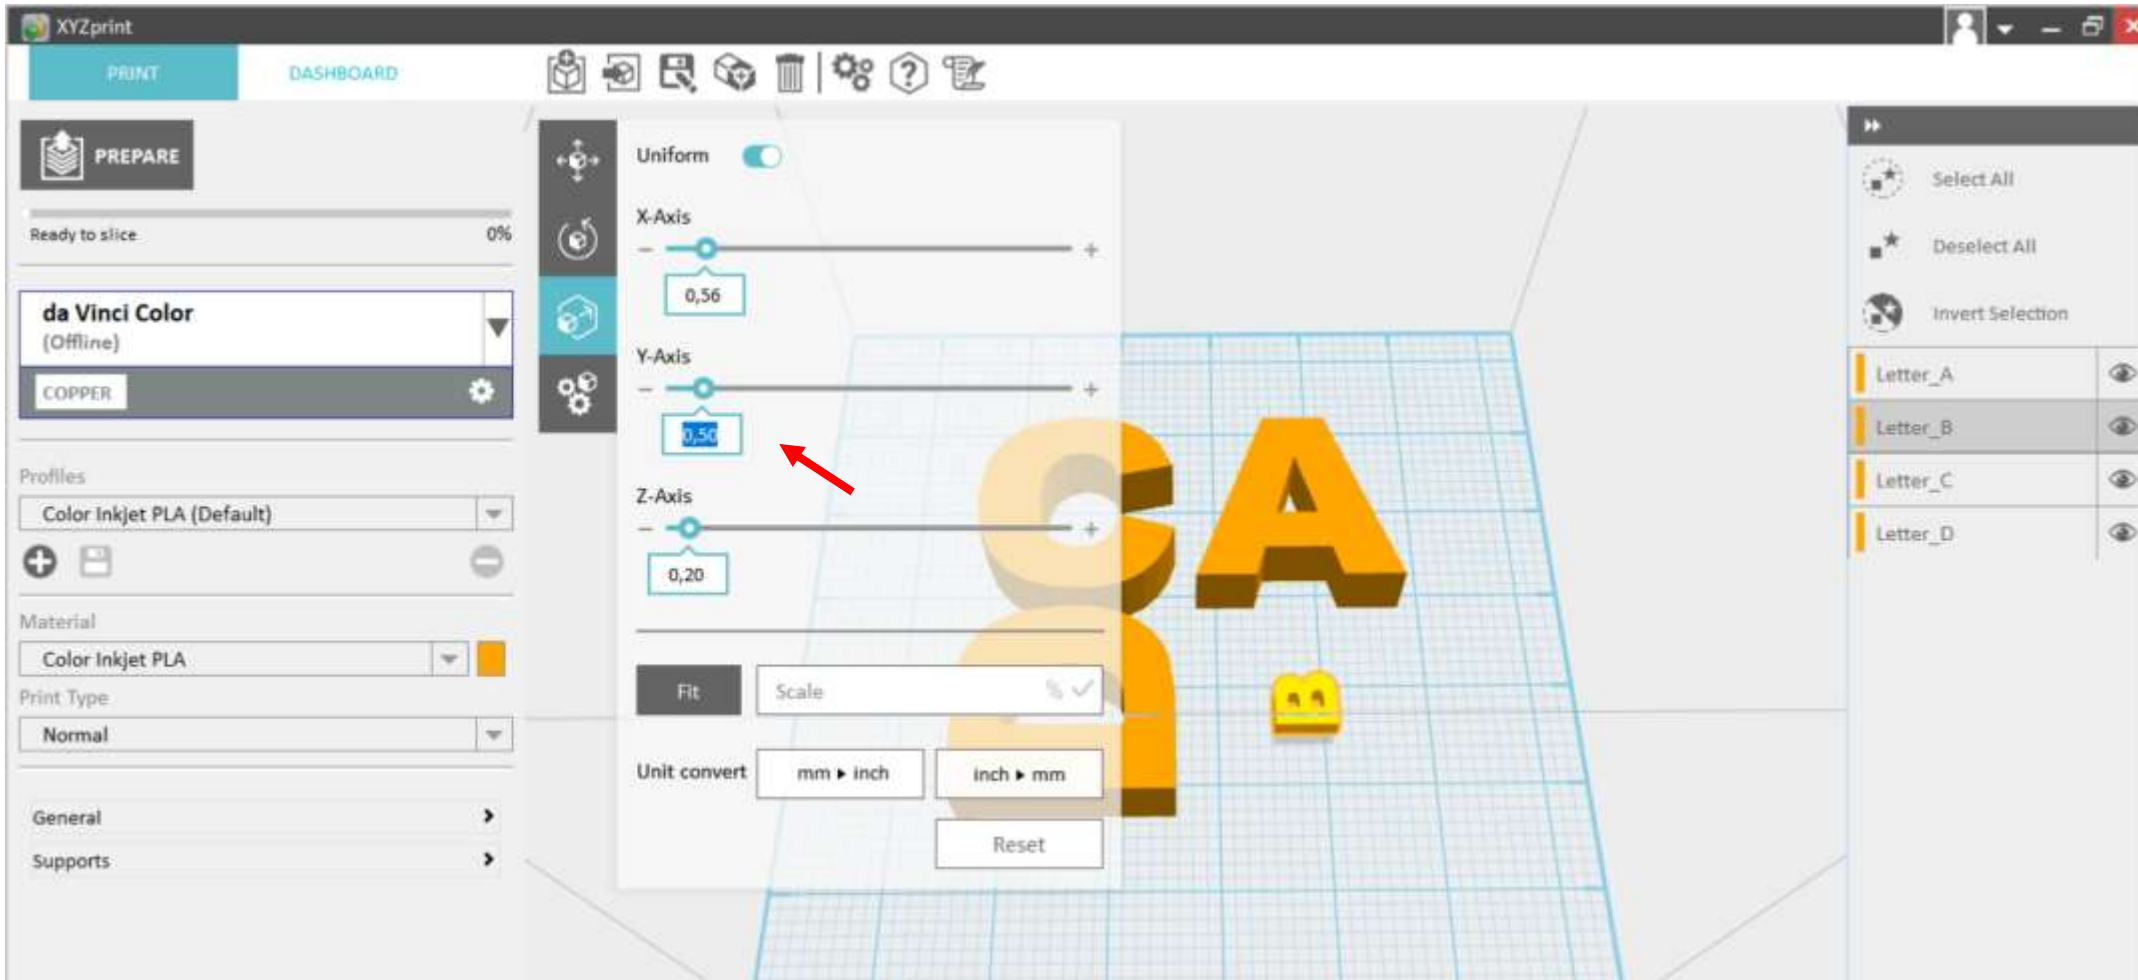 XYZprint
PRINT
DASHBOARD
PREPARE
Ready to slice
0%
da Vinci Color
(Offline)
COPPER
Profiles
Color Inkjet PLA (Default)
Material
Color Inkjet PLA
Print Type
Normal
General
Supports
Uniform
X-Axis
- +
0,56
Y-Axis
- +
0,50
Z-Axis
- +
0,20
Fit
Scale %
Unit convert
mm ▸ inch
inch ▸ mm
Reset
C A
B
Select All
Deselect All
Invert Selection
Letter_A
Letter_B
Letter_C
Letter_D